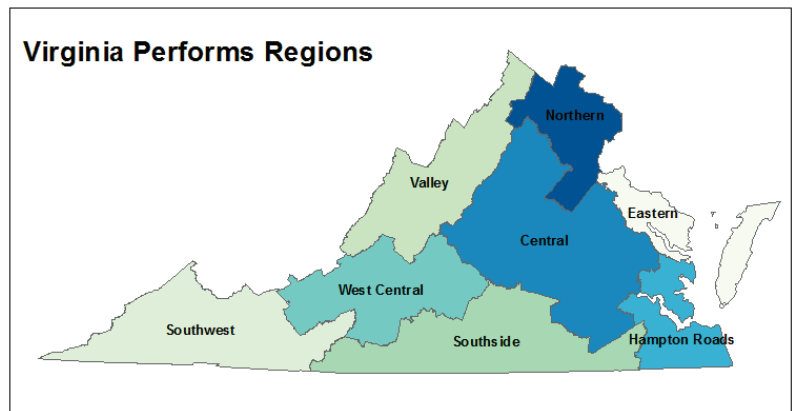 Virginia Performs Regions
Northern
Valley
Eastern
Central
West Central
Southwest
Southside
Hampton Roads